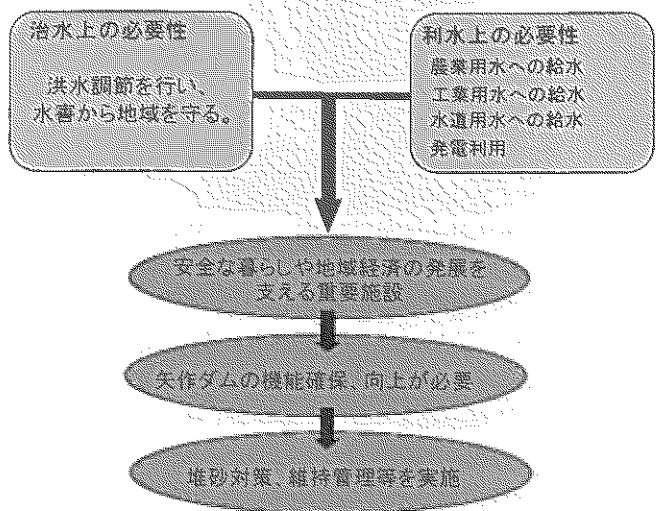 治水上の必要性
洪水調節を行い、
水害から地域を守る。
利水上の必要性
農業用水への給水
工業用水への給水
水道用水への給水
発電利用
安全な暮らしや地域経済の発展を
支える重要施設
矢作ダムの機能確保、向上が必要
堆砂対策、維持管理等を実施